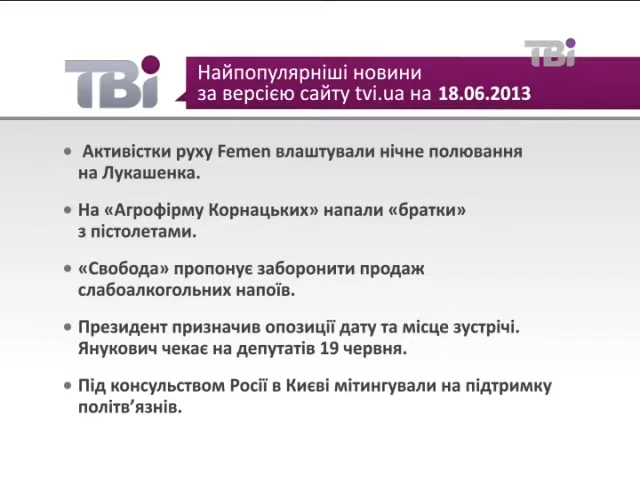 ТВі
ТВі
Найпопулярніші новини
за версією сайту tvi.ua на 18.06.2013
• Активістки руху Femen влаштували нічне полювання
на Лукашенка.
• На «Агрофірму Корнацьких» напали «братки»
з пістолетами.
• «Свобода» пропонує заборонити продаж
слабоалкогольних напоїв.
• Президент призначив опозиції дату та місце зустрічі.
Янукович чекає на депутатів 19 червня.
• Під консульством Росії в Києві мітингували на підтримку
політв’язнів.